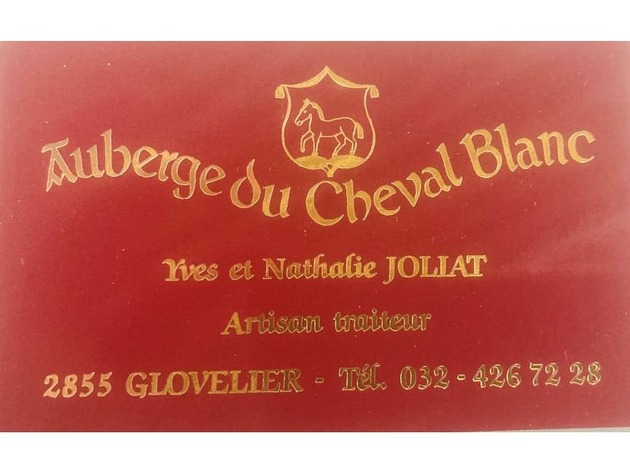 Auberge du Cheval Blanc
Yves et Nathalie JOLIAT
Artisan traiteur
2855 GLOVELIER - Tél. 032 - 426 72 28